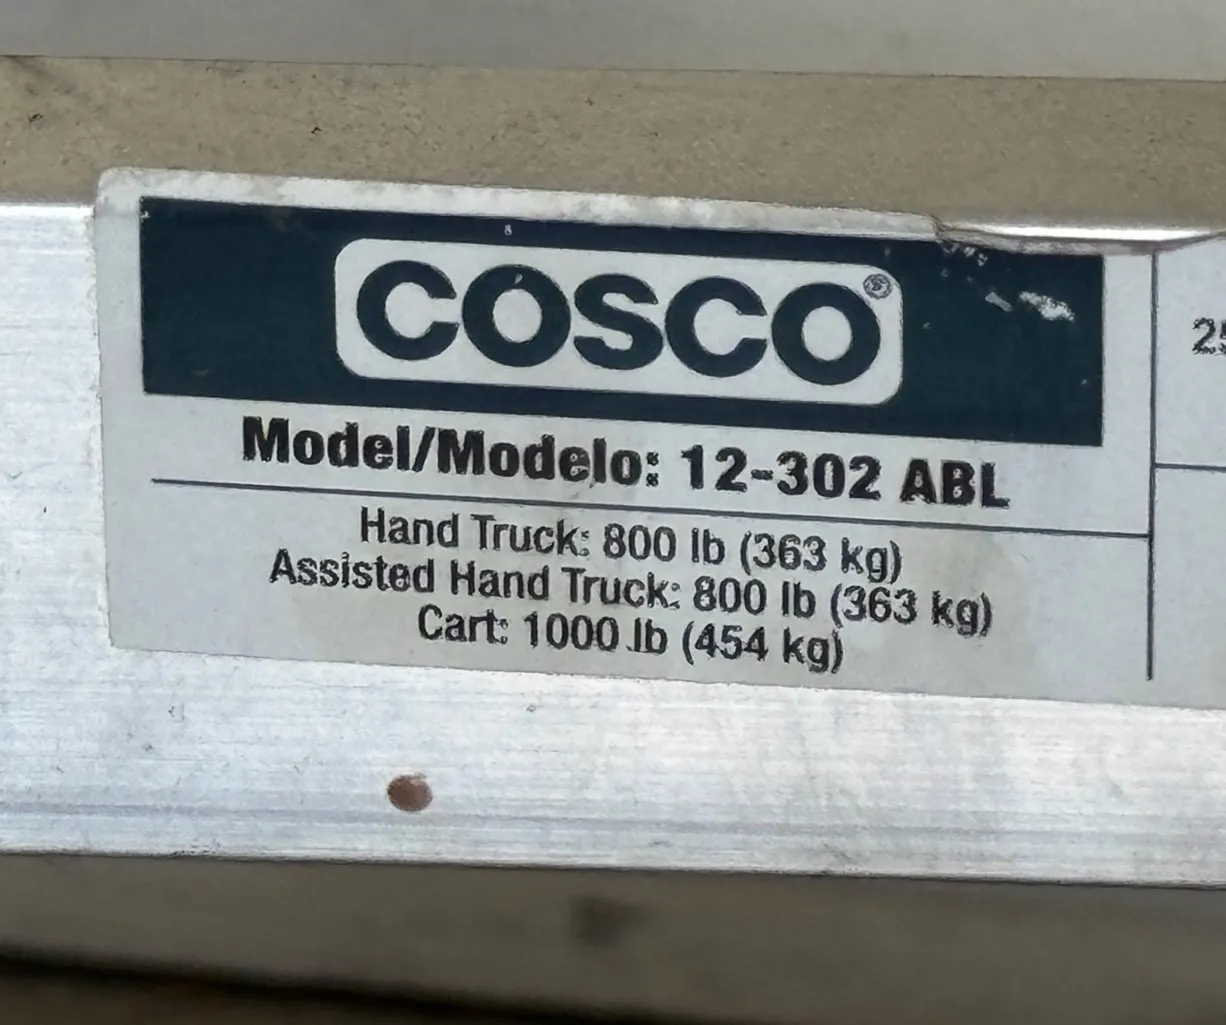 COSCO®
Model/Modelo: 12-302 ABL
Hand Truck: 800 lb (363 kg)
Assisted Hand Truck: 800 lb (363 kg)
Cart: 1000 lb (454 kg)